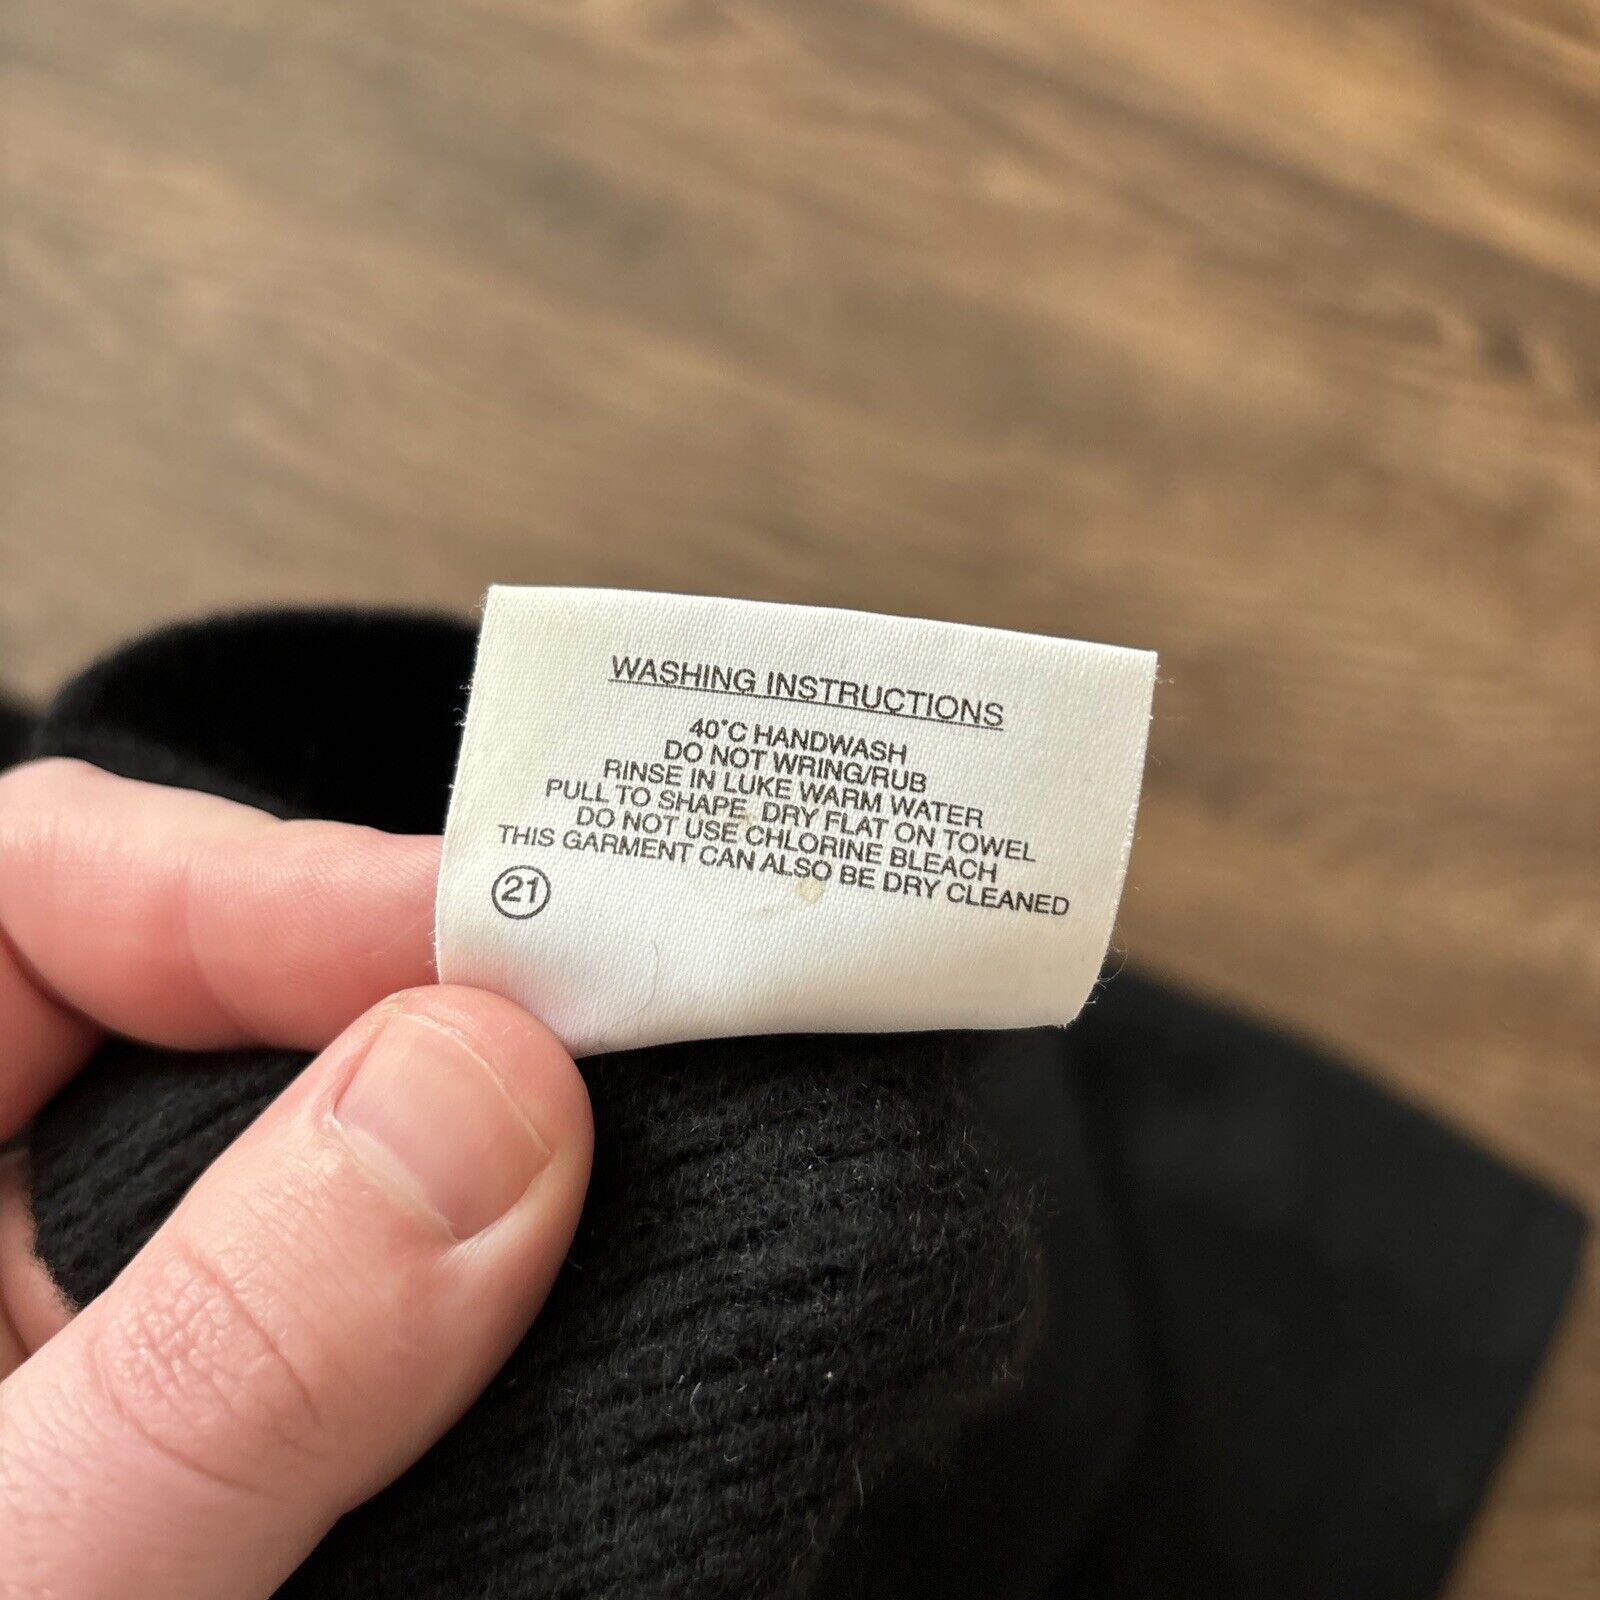 WASHING INSTRUCTIONS
40°C HANDWASH
DO NOT WRING/RUB
RINSE IN LUKE WARM WATER
PULL TO SHAPE, DRY FLAT ON TOWEL
DO NOT USE CHLORINE BLEACH
THIS GARMENT CAN ALSO BE DRY CLEANED
21